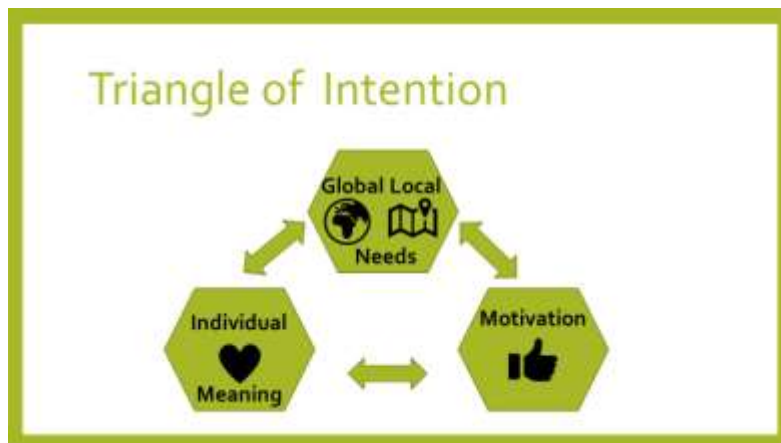 Triangle of Intention
Global Local
Needs
Individual
Meaning
Motivation